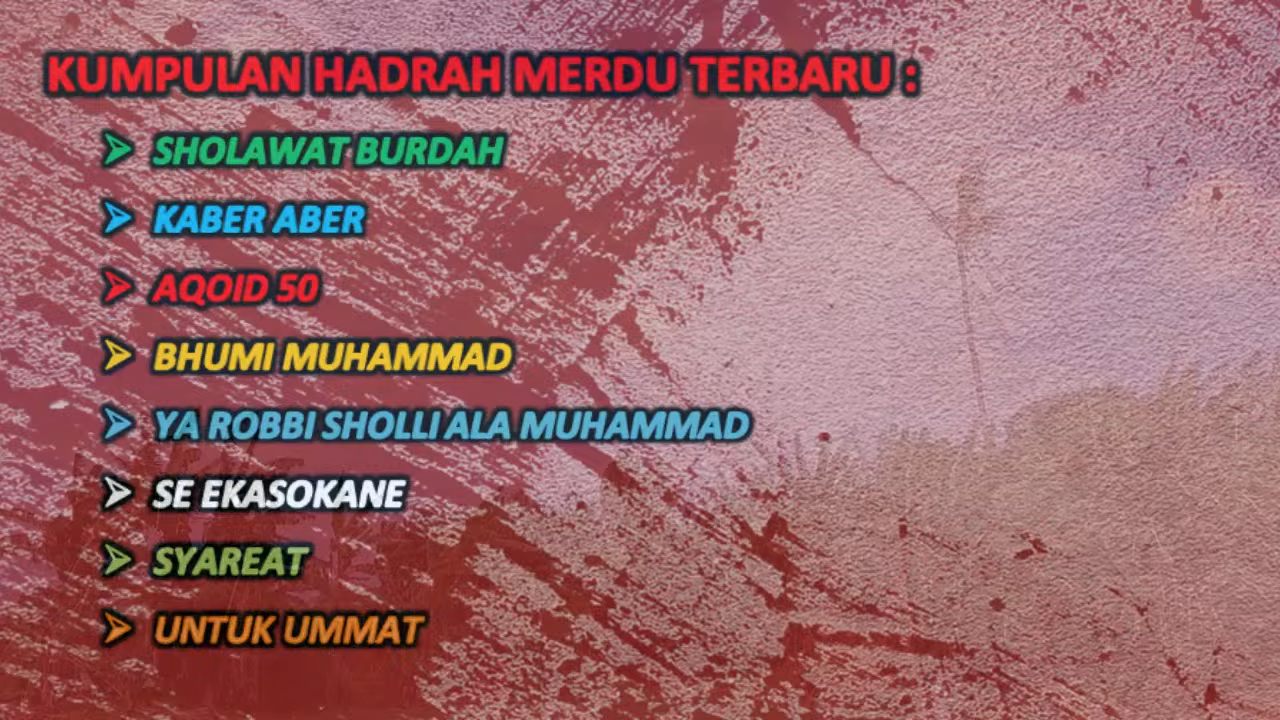 KUMPULAN HADRAH MERDU TERBARU :
SHOLAWAT BURDAH
KABER ABER
AQOID 50
BHUMI MUHAMMAD
YA ROBBI SHOLLI ALA MUHAMMAD
SE EKASOKANE
SYAREAT
UNTUK UMMAT